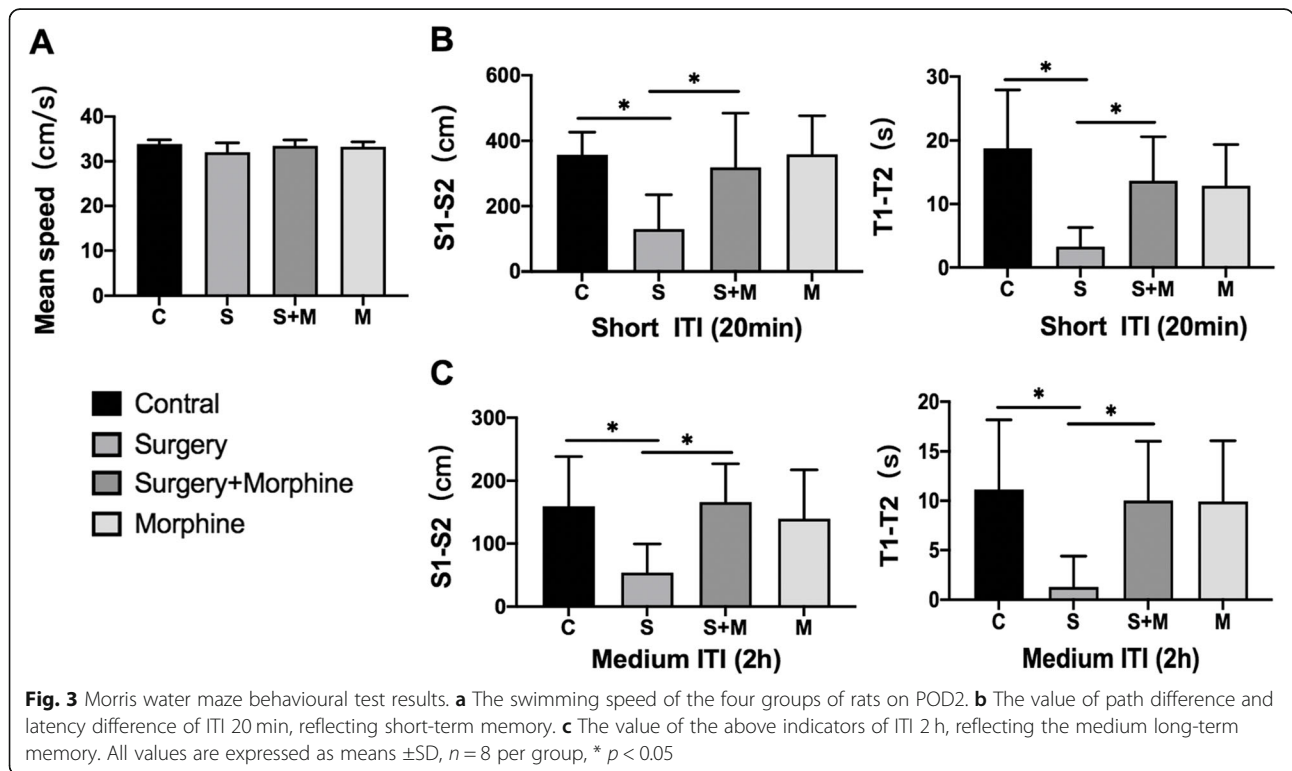 A
Mean speed (cm/s)
40
30
20
10
0
C S S+M M
B
S1-S2 (cm)
600
400
200
0
* *
C S S+M M
Short ITI (20min)
T1-T2 (s)
30
20
10
0
* *
C S S+M M
Short ITI (20min)
Contral
Surgery
Surgery+Morphine
Morphine
C
S1-S2 (cm)
300
200
100
0
* *
C S S+M M
Medium ITI (2h)
T1-T2 (s)
20
15
10
5
0
* *
C S S+M M
Medium ITI (2h)
Fig. 3 Morris water maze behavioural test results. a The swimming speed of the four groups of rats on POD2. b The value of path difference and
latency difference of ITI 20 min, reflecting short-term memory. c The value of the above indicators of ITI 2 h, reflecting the medium long-term
memory. All values are expressed as means ±SD, n = 8 per group, * p < 0.05